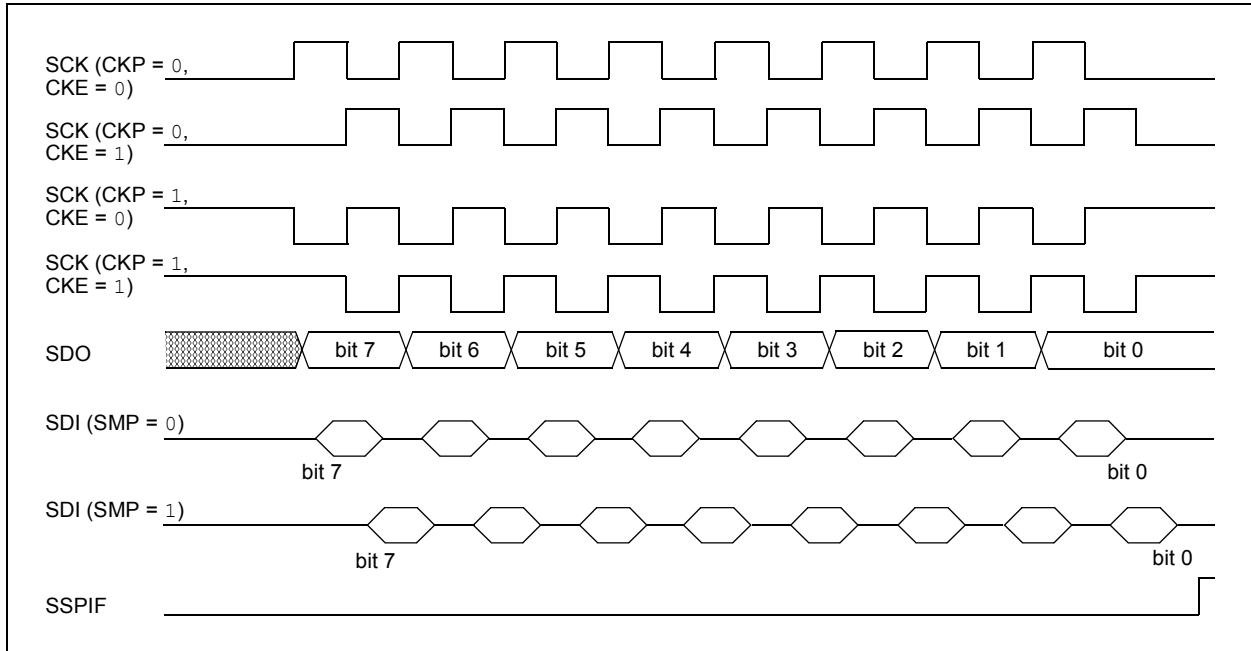 SCK (CKP = 0,
CKE = 0)
SCK (CKP = 0,
CKE = 1)
SCK (CKP = 1,
CKE = 0)
SCK (CKP = 1,
CKE = 1)
SDO
bit 7 bit 6 bit 5 bit 4 bit 3 bit 2 bit 1 bit 0
SDI (SMP = 0)
bit 7 bit 0
SDI (SMP = 1)
bit 7 bit 0
SSPIF